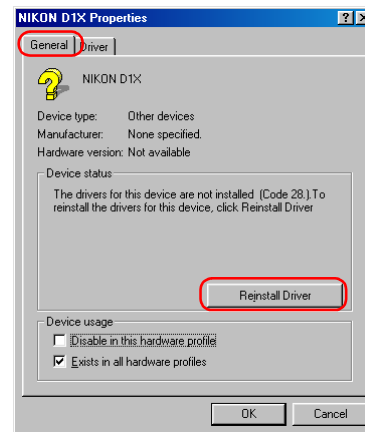 NIKON D1X Properties
General
Driver
NIKON D1X
Device type: Other devices
Manufacturer: None specified.
Hardware version: Not available
Device status
The drivers for this device are not installed (Code 28.).To
reinstall the drivers for this device, click Reinstall Driver
Reinstall Driver
Device usage
Disable in this hardware profile
Exists in all hardware profiles
OK
Cancel